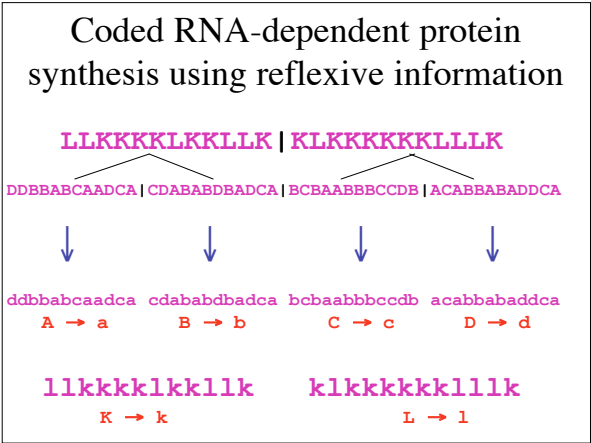 Coded RNA-dependent protein
synthesis using reflexive information
LLKKKKLKKLLK|KLKKKKKKLLLK
DDBBABCAADCA|CDABABDBADCA|BCBAABBBCCDB|ACABBABADDCA
ddbbabcaadca cdababdbadca bcbaabbbccdb acabbabaddca
A → a B → b C → c D → d
llkkkklkkllk klkkkkkklllk
K → k L → l